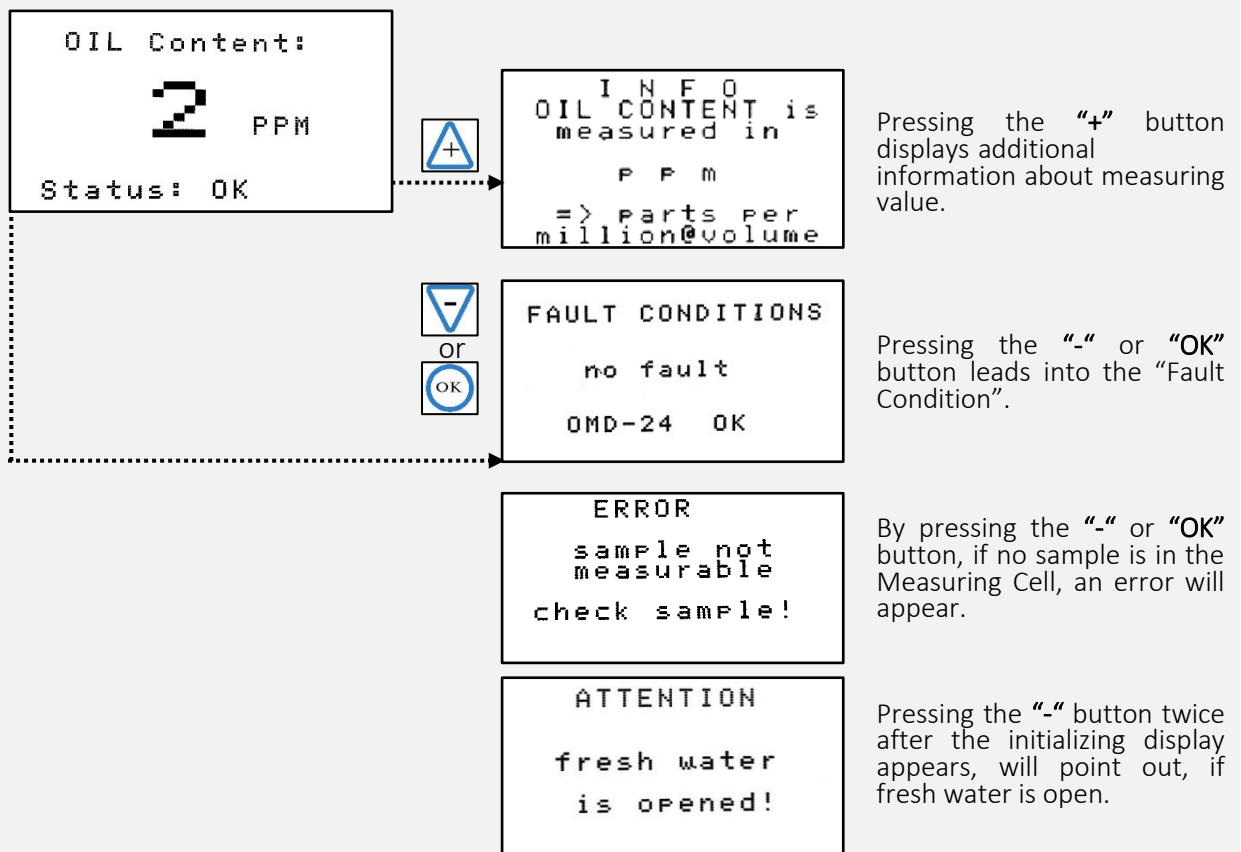 OIL Content:
2 PPM
Status: OK
+
I N F O
OIL CONTENT is
measured in
P P m
=> parts per
million@volume
Pressing the “+” button
displays additional
information about measuring
value.
-
or
OK
FAULT CONDITIONS
no fault
OMD-24 OK
Pressing the “-“ or “OK”
button leads into the “Fault
Condition”.
ERROR
sample not
measurable
check sample!
By pressing the “-“ or “OK”
button, if no sample is in the
Measuring Cell, an error will
appear.
ATTENTION
fresh water
is opened!
Pressing the “-“ button twice
after the initializing display
appears, will point out, if
fresh water is open.